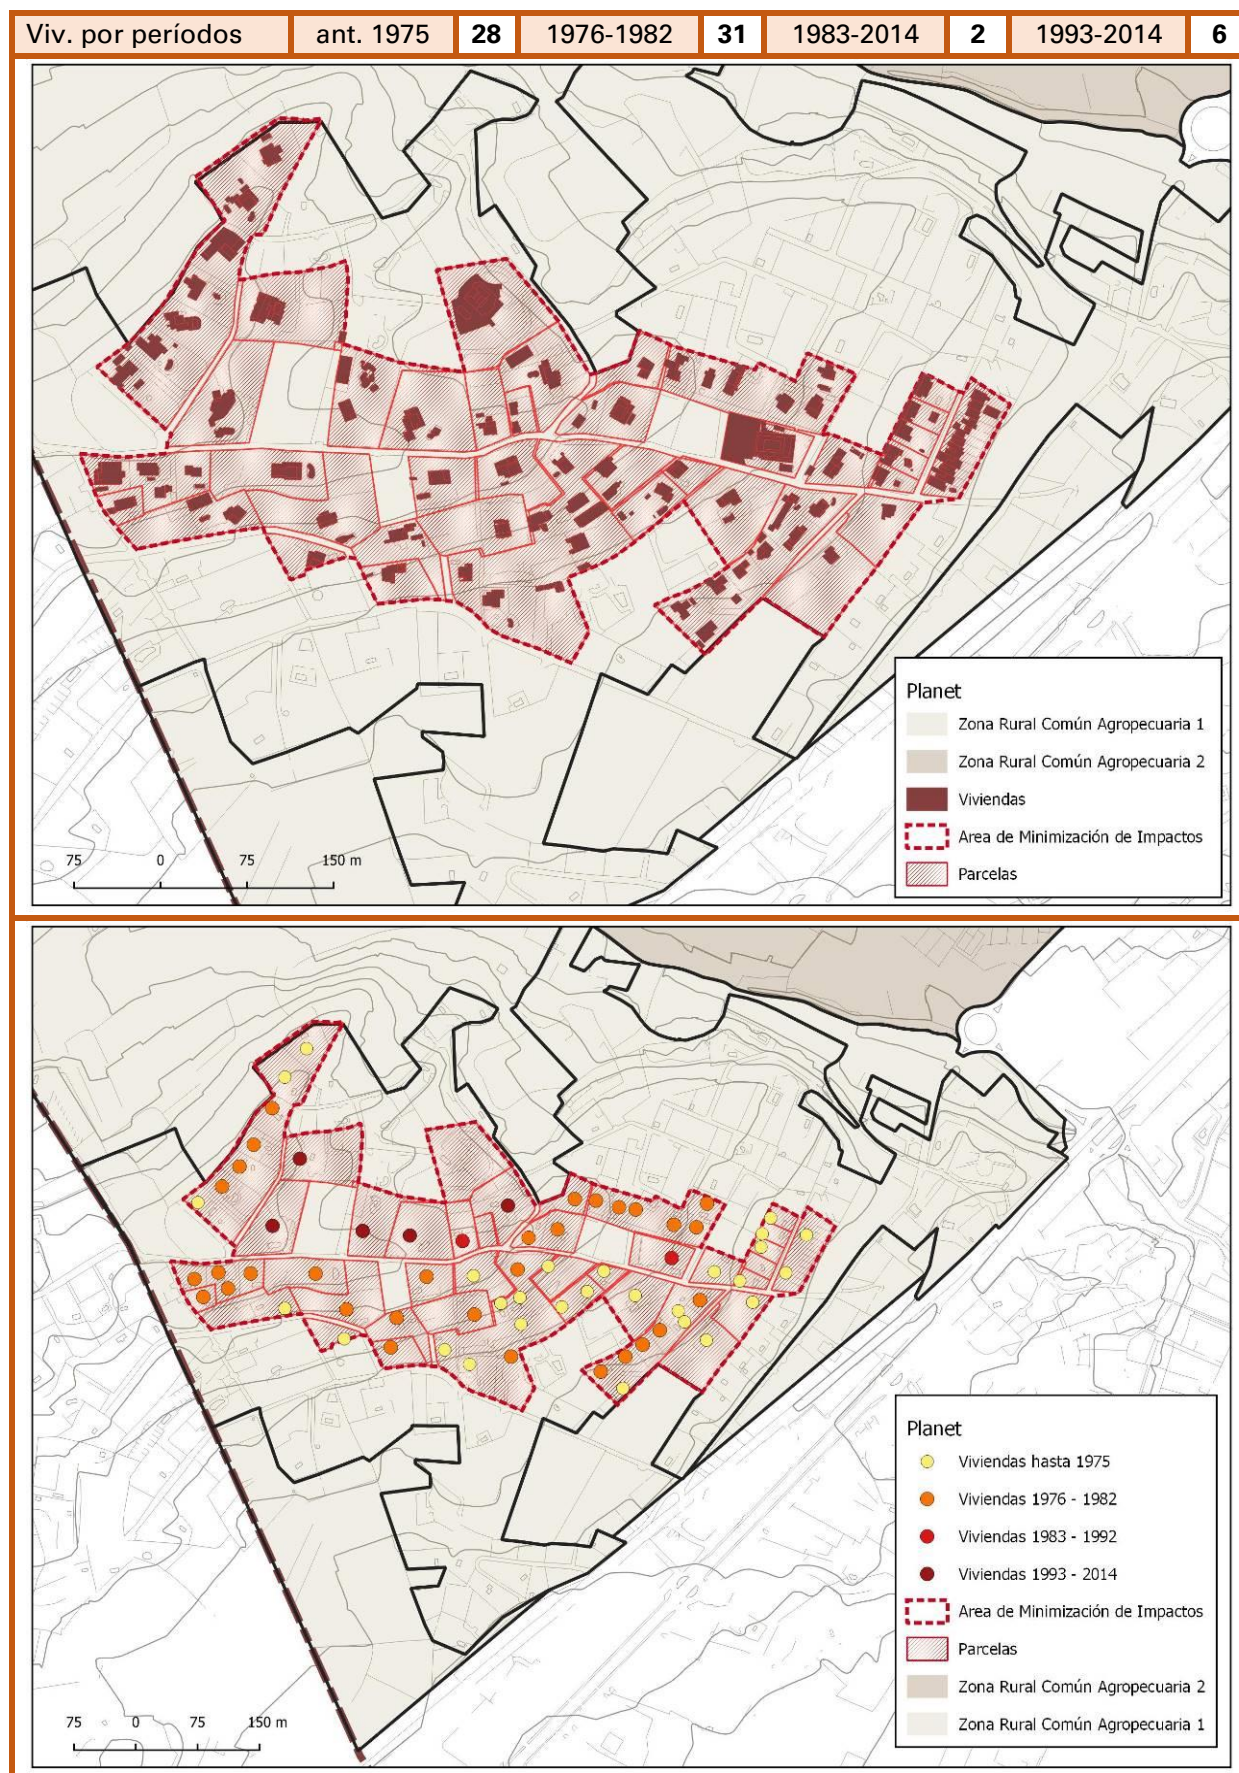 Viv. por períodos ant. 1975 28 1976-1982 31 1983-2014 2 1993-2014 6
Planet
Zona Rural Común Agropecuaria 1
Zona Rural Común Agropecuaria 2
Viviendas
Area de Minimización de Impactos
Parcelas
75 0 75 150 m
Planet
Viviendas hasta 1975
Viviendas 1976 - 1982
Viviendas 1983 - 1992
Viviendas 1993 - 2014
Area de Minimización de Impactos
Parcelas
Zona Rural Común Agropecuaria 2
Zona Rural Común Agropecuaria 1
75 0 75 150 m